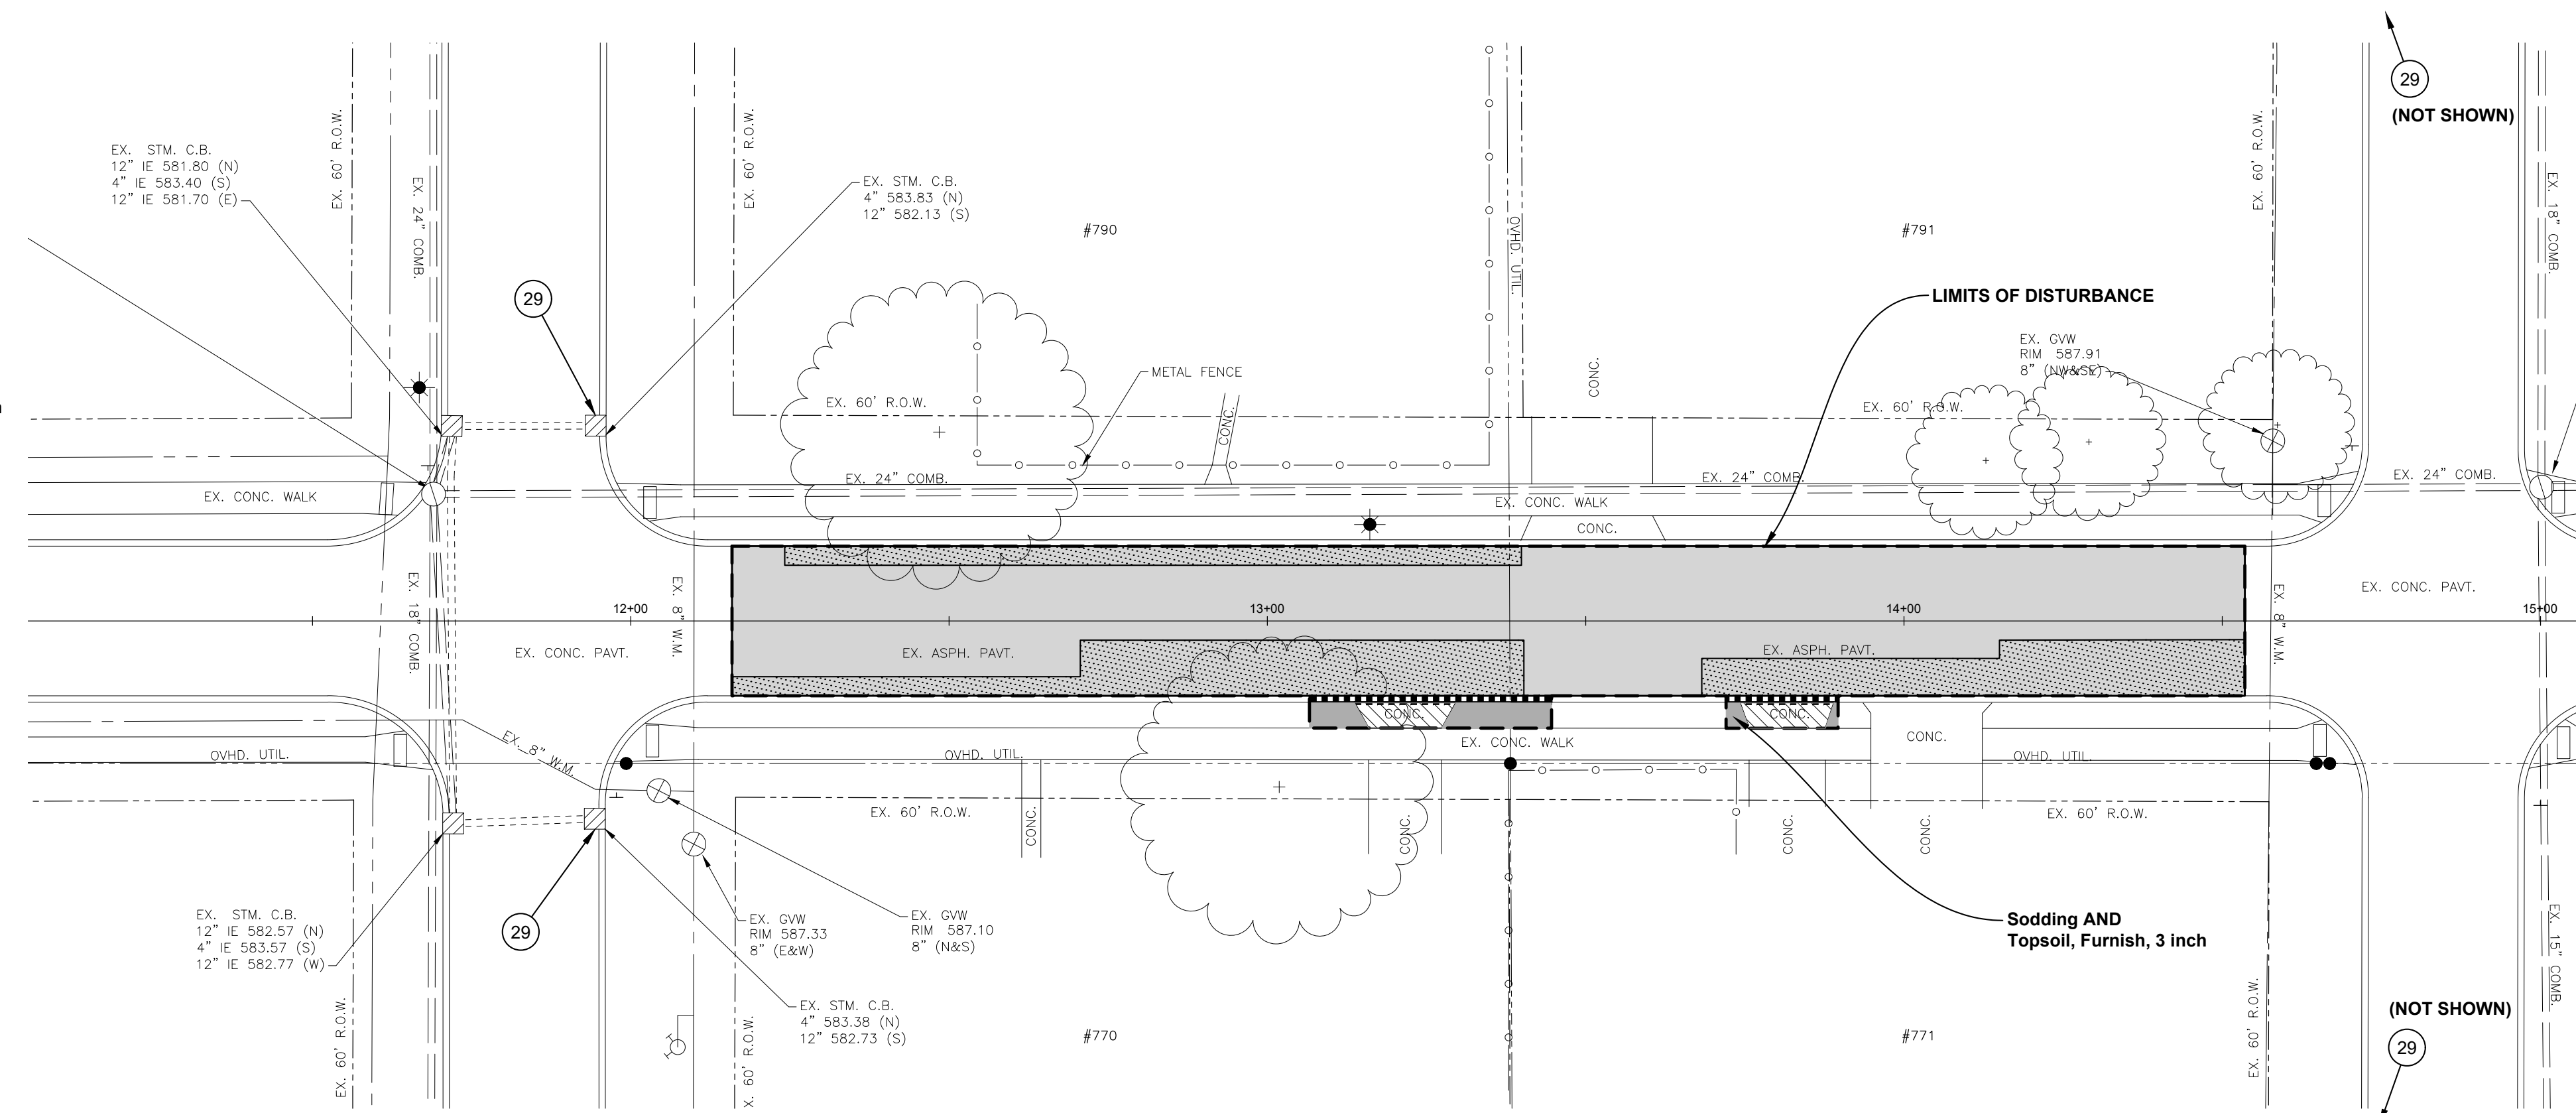 29
(NOT SHOWN)
EX. 60' R.O.W.
EX. 24" COMB.
EX. 60' R.O.W.
EX. STM. C.B.
12" IE 581.80 (N)
4" IE 583.40 (S)
12" IE 581.70 (E)
EX. STM. C.B.
4" 583.83 (N)
12" 582.13 (S)
#790
OVHD. UTIL.
#791
EX. 60' R.O.W.
EX. 18" COMB.
29
LIMITS OF DISTURBANCE
EX. GVW
RIM 587.91
8" (NW&SE)
METAL FENCE
CONC.
EX. 60' R.O.W.
CONC.
EX. 60' R.O.W.
EX. 24" COMB.
EX. 24" COMB.
EX. 24" COMB.
EX. CONC. WALK
EX. CONC. WALK
CONC.
EX. 18" COMB.
EX. 8" W.M.
EX. 8" W.M.
EX. CONC. PAVT.
12+00
13+00
14+00
15+00
EX. CONC. PAVT.
EX. ASPH. PAVT.
EX. ASPH. PAVT.
CONC.
CONC.
EX. CONC. WALK
CONC.
EX. 8" W.M.
OVHD. UTIL.
OVHD. UTIL.
OVHD. UTIL.
EX. 60' R.O.W.
EX. 60' R.O.W.
CONC.
CONC.
CONC.
CONC.
EX. STM. C.B.
12" IE 582.57 (N)
4" IE 583.57 (S)
12" IE 582.77 (W)
29
EX. GVW
RIM 587.33
8" (E&W)
EX. GVW
RIM 587.10
8" (N&S)
Sodding AND
Topsoil, Furnish, 3 inch
EX. STM. C.B.
4" 583.38 (N)
12" 582.73 (S)
EX. 60' R.O.W.
X. 60' R.O.W.
#770
#771
EX. 60' R.O.W.
EX. 15" COMB.
(NOT SHOWN)
29